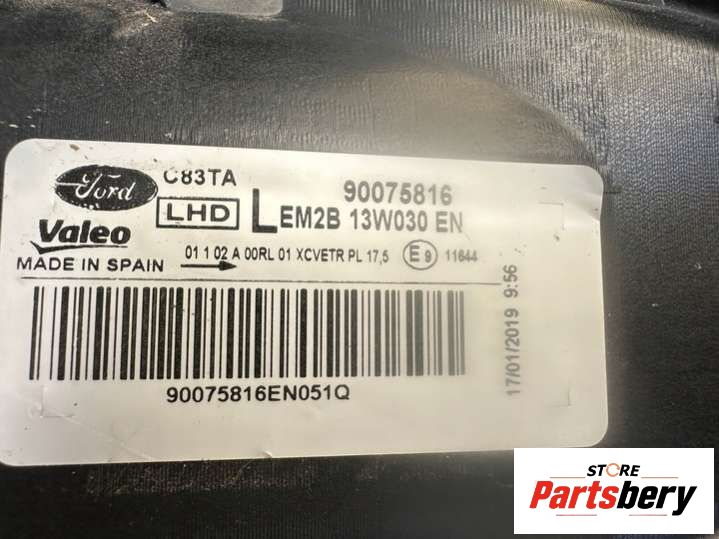 Ford
C83TA
90075816
Valeo
LHD
L EM2B 13W030 EN
MADE IN SPAIN
01 1 02 A 00RL 01 XCVETR PL 17,5 E 9 11644
90075816EN051Q
17/01/2019 9:56
STORE
Partsbery